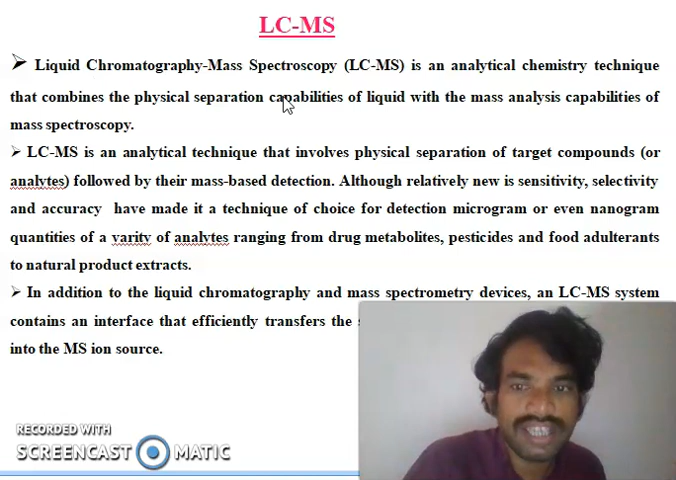 LC-MS
➢ Liquid Chromatography-Mass Spectroscopy (LC-MS) is an analytical chemistry technique
that combines the physical separation capabilities of liquid with the mass analysis capabilities of
mass spectroscopy.
➢ LC-MS is an analytical technique that involves physical separation of target compounds (or
analytes) followed by their mass-based detection. Although relatively new is sensitivity, selectivity
and accuracy have made it a technique of choice for detection microgram or even nanogram
quantities of a varity of analytes ranging from drug metabolites, pesticides and food adulterants
to natural product extracts.
➢ In addition to the liquid chromatography and mass spectrometry devices, an LC-MS system
contains an interface that efficiently transfers the
into the MS ion source.
RECORDED WITH
SCREENCAST MATIC